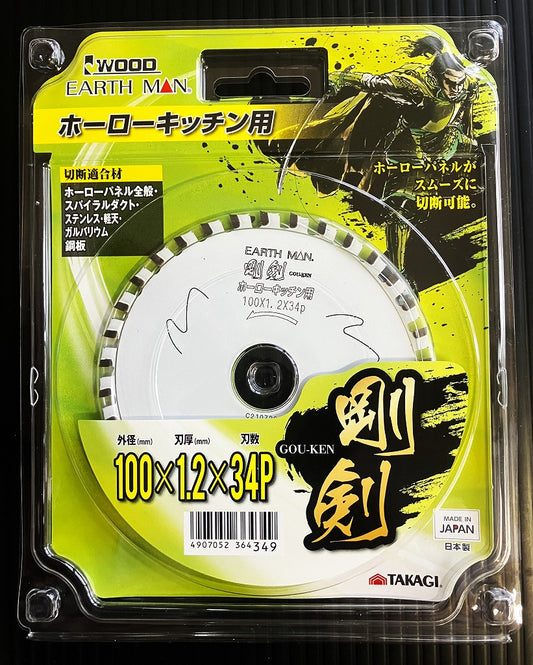 WOOD
EARTH MAN®
ホーローキッチン用
切断適合材
ホーローパネル全般・
スパイラルダクト・
ステンレス・軽天・
ガルバリウム
鋼板
ホーローパネルが
スムーズに
切断可能。
EARTH MAN®
剛剣 GOU-KEN
ホーローキッチン用
100X1.2X34p
外径(mm) 刃厚(mm) 刃数
100×1.2×34P
GOU-KEN
剛剣
4907052 364349
MADE IN
JAPAN
日本製
TAKAGI®